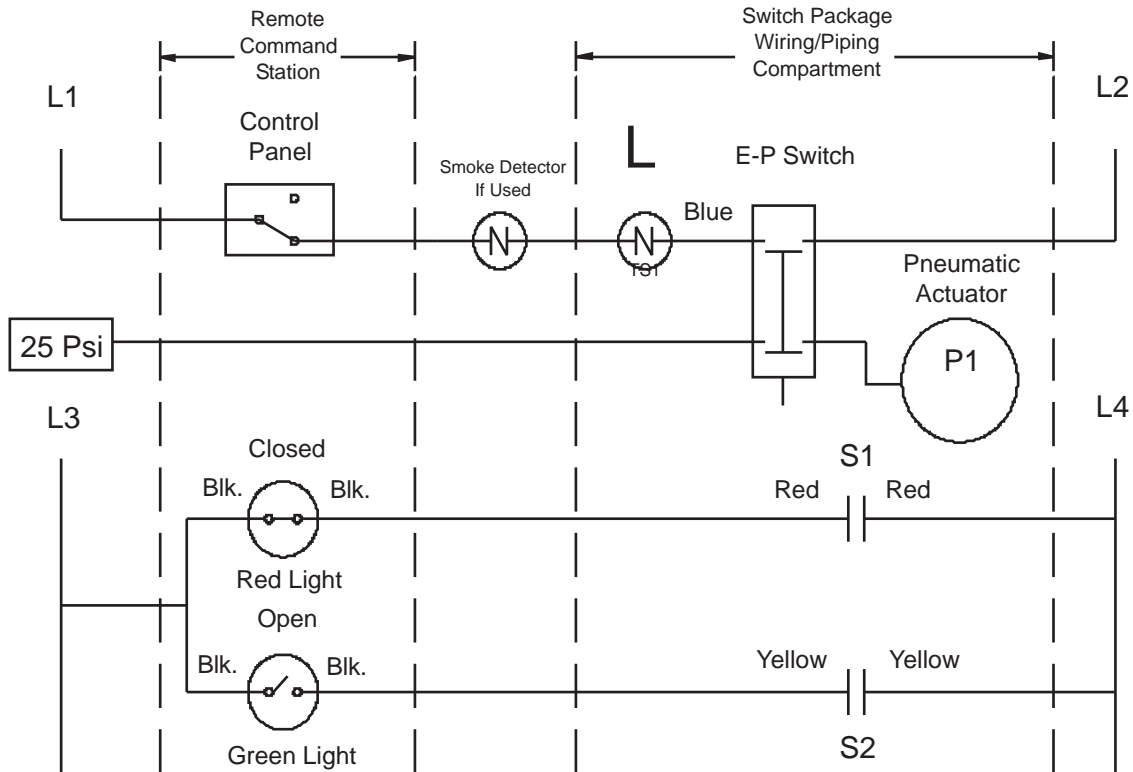 Remote
Command
Station
Switch Package
Wiring/Piping
Compartment
L1
L2
Control
Panel
Smoke Detector
If Used
L
E-P Switch
N
N
Blue
TS1
Pneumatic
Actuator
25 Psi
P1
L3
L4
Closed
Blk.
Blk.
S1
Red
Red
Red Light
Open
Blk.
Blk.
Yellow
Yellow
Green Light
S2